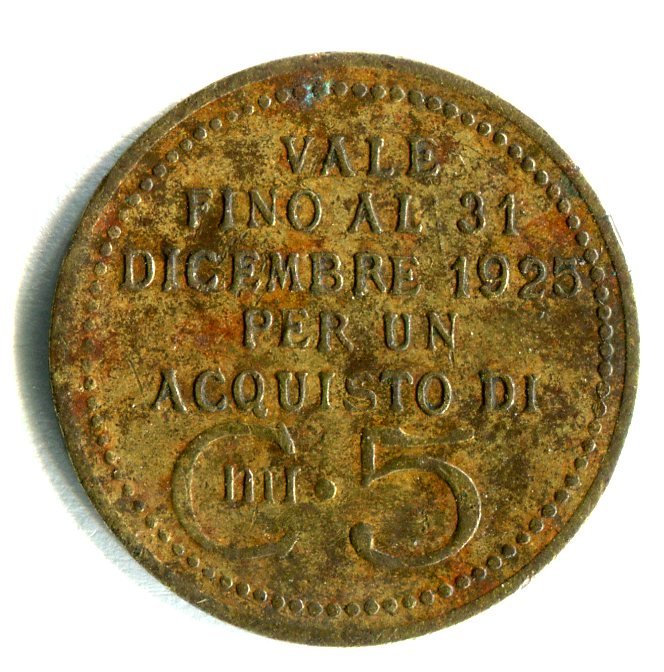 VALE
FINO AL 31
DICEMBRE 1925
PER UN
ACQUISTO DI
Cmi. 5